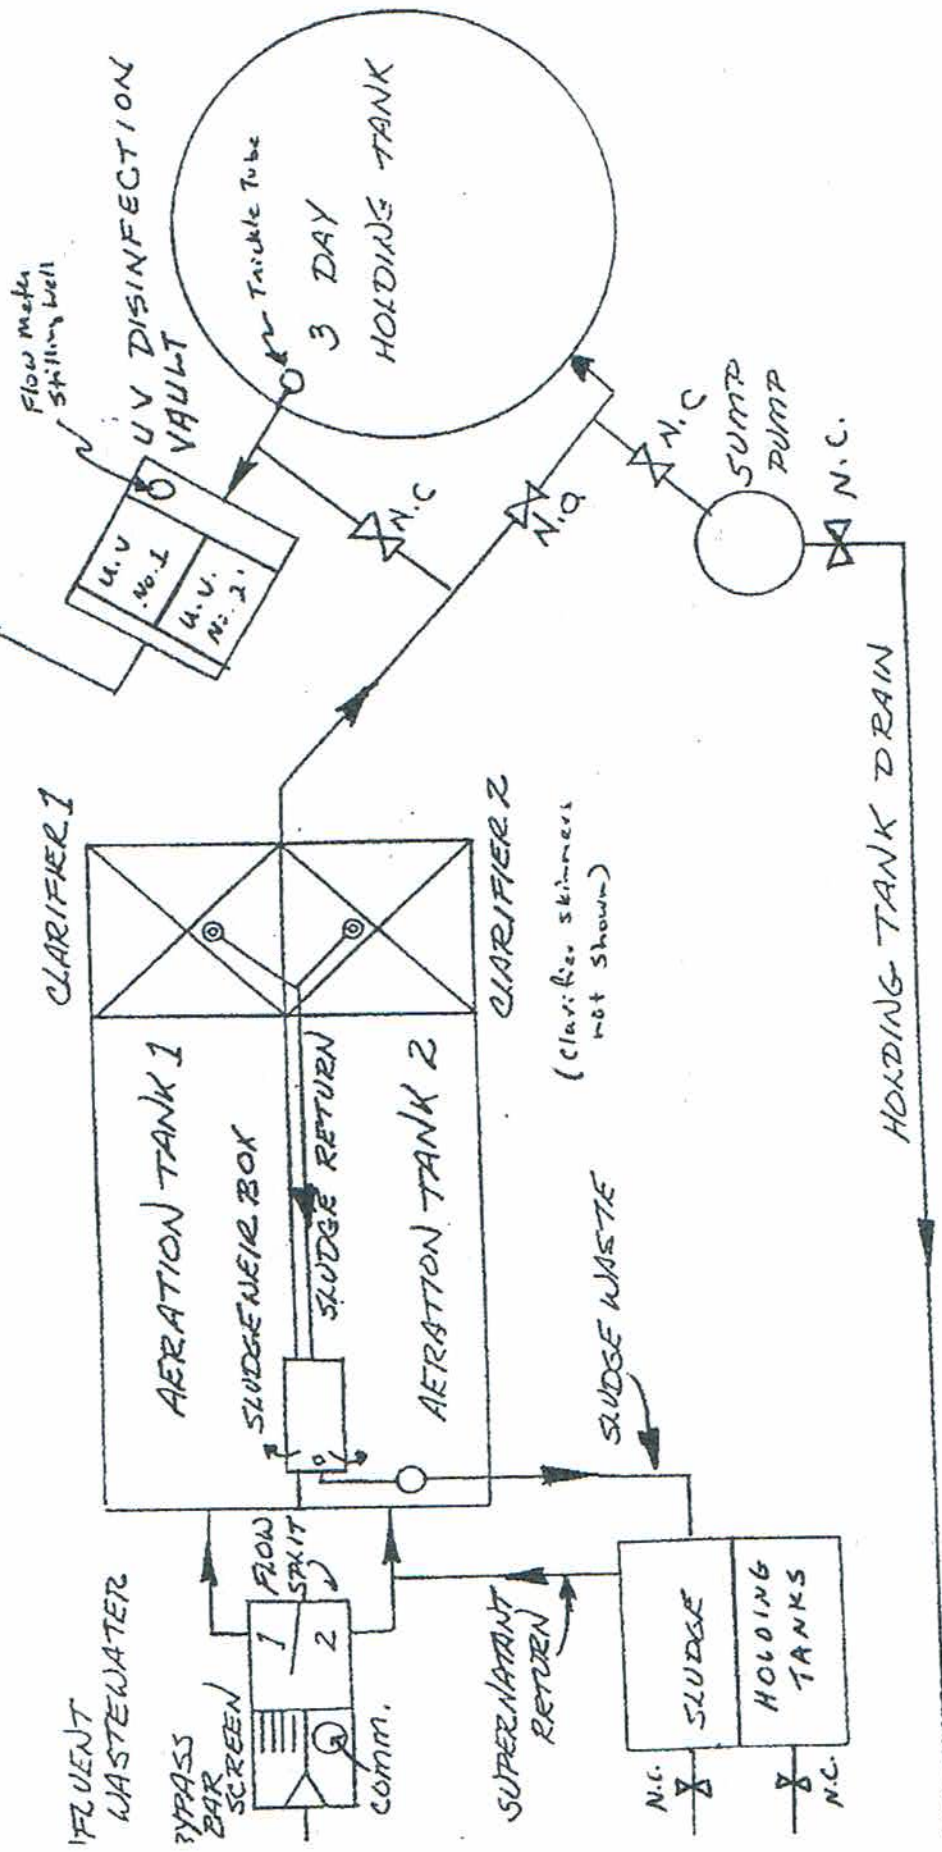 Flow Meter
Stilling Well
UV DISINFECTION
VAULT
U.V
No. 1
U.V.
No. 2
Trickle Tube
3 DAY
HOLDING TANK
N.C
N.O
N.C
SUMP
PUMP
N.C.
CLARIFIER 1
CLARIFIER 2
(Clarifier skimmers
not shown)
AERATION TANK 1
SLUDGE WEIR BOX
SLUDGE RETURN
AERATION TANK 2
HOLDING TANK DRAIN
FLUENT
WASTEWATER
YPASS
BAR
SCREEN
COMM.
1
2
FLOW
SPLIT
SLUDGE WASTE
SUPERNATANT
RETURN
SLUDGE
HOLDING
TANKS
N.C.
N.C.